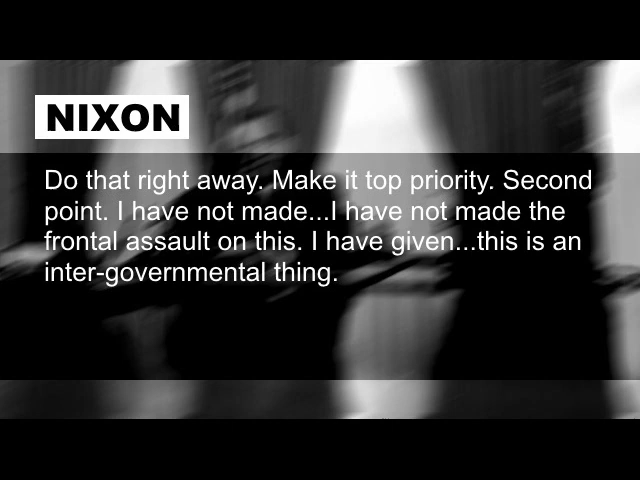 NIXON
Do that right away. Make it top priority. Second
point. I have not made...I have not made the
frontal assault on this. I have given...this is an
inter-governmental thing.